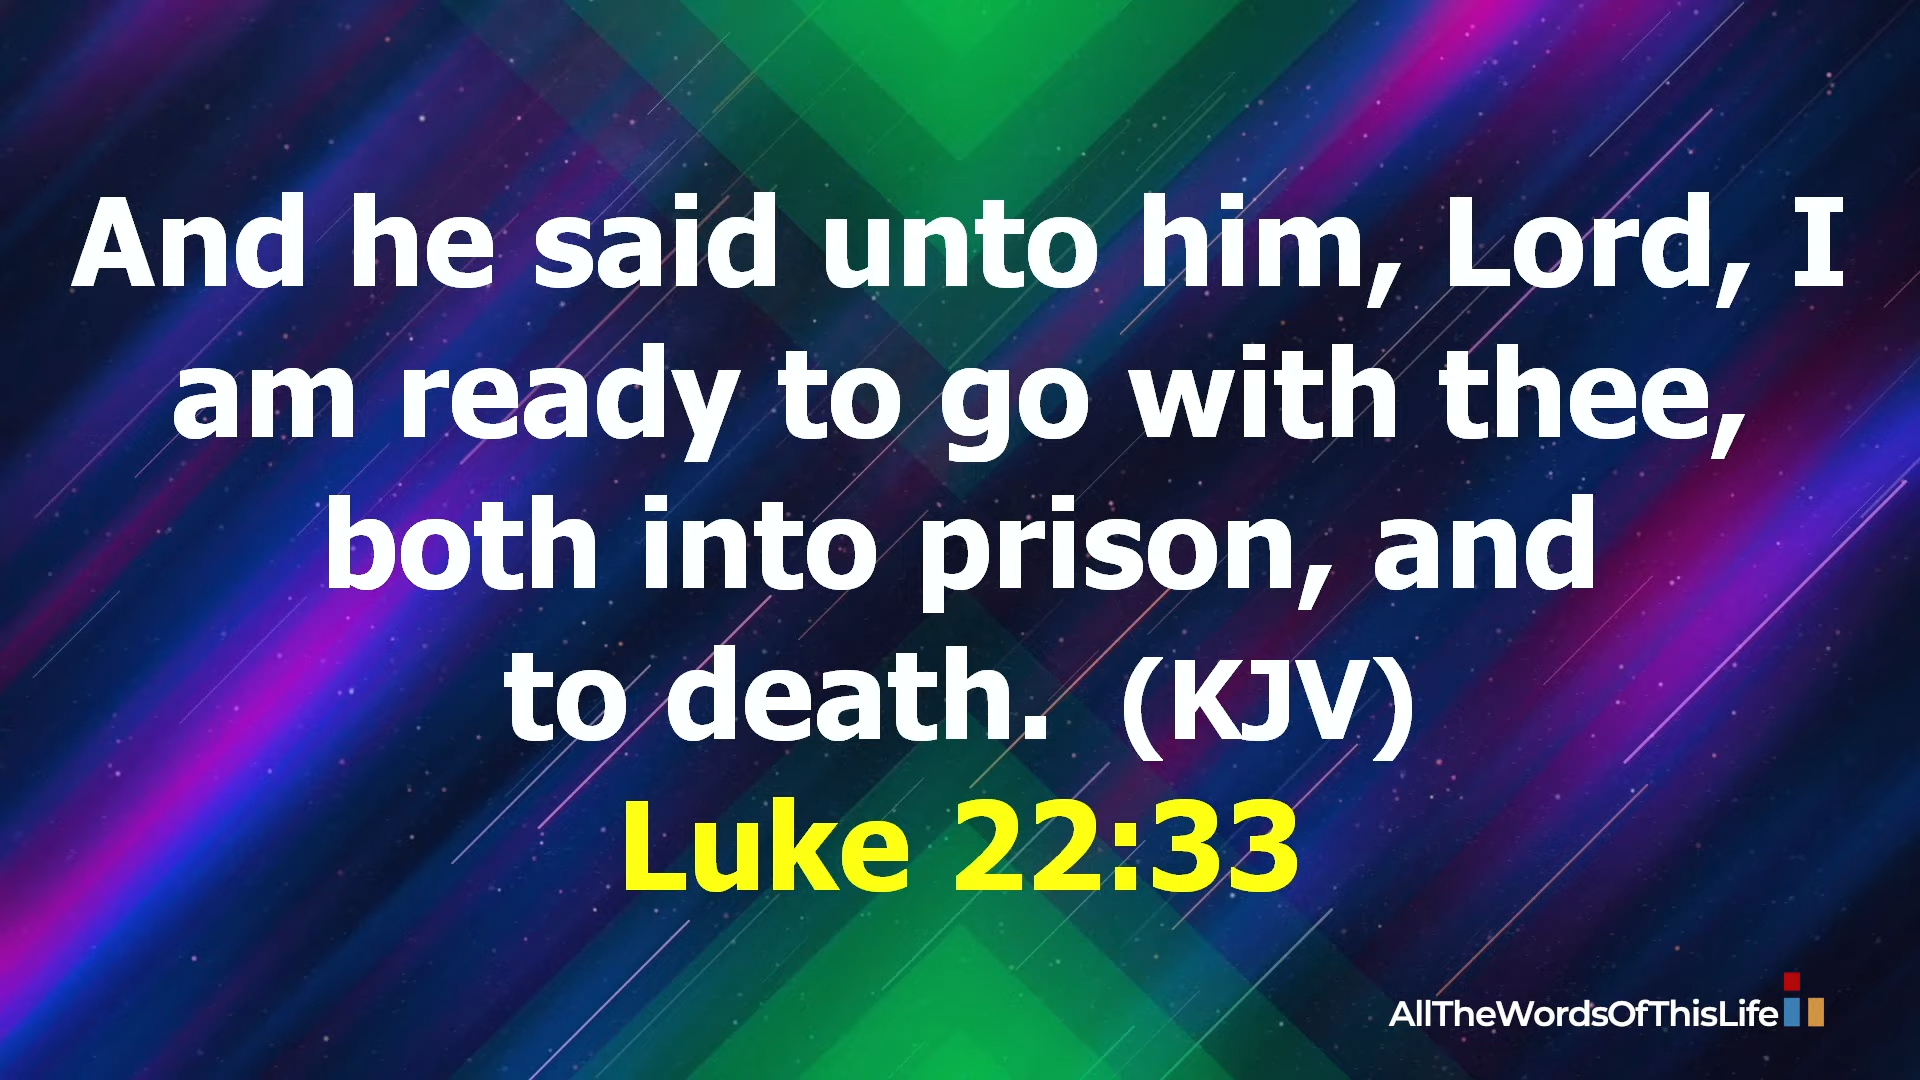 And he said unto him, Lord, I
am ready to go with thee,
both into prison, and
to death.  (KJV)
Luke 22:33
AllTheWordsOfThisLife